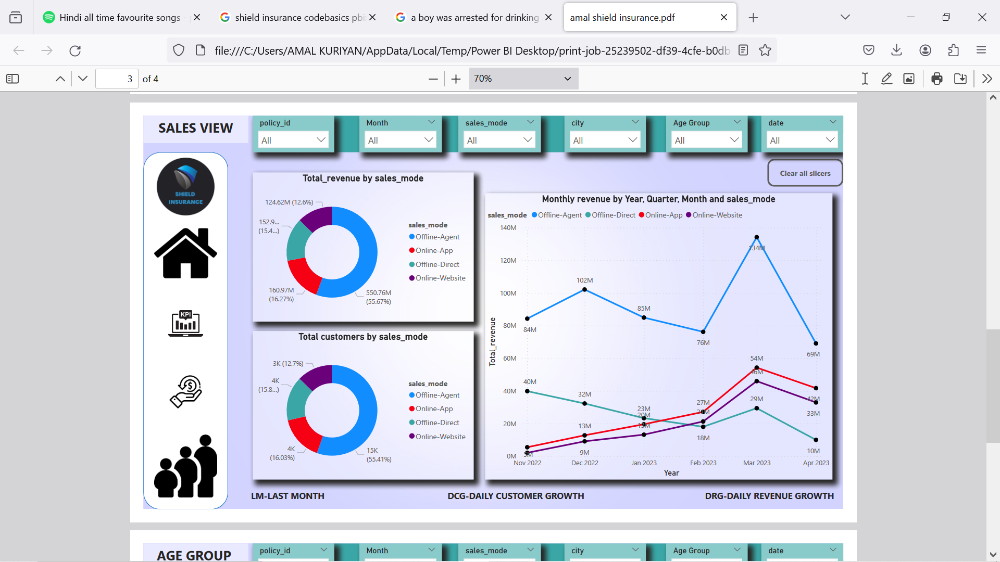 Hindi all time favourite songs -
shield insurance codebasics pbi
a boy was arrested for drinking
amal shield insurance.pdf
file:///C:/Users/AMAL KURIYAN/AppData/Local/Temp/Power BI Desktop/print-job-25239502-df39-4cfe-b0db
3 of 4
70%
SALES VIEW
policy_id
All
Month
All
sales_mode
All
city
All
Age Group
All
date
All
Clear all slicers
SHIELD
INSURANCE
KPI
Total_revenue by sales_mode
124.62M (12.6%)
152.9...
(15.4...)
160.97M
(16.27%)
550.76M
(55.67%)
sales_mode
Offline-Agent
Online-App
Offline-Direct
Online-Website
Total customers by sales_mode
3K (12.7%)
4K
(15.8...)
4K
(16.03%)
15K
(55.41%)
sales_mode
Offline-Agent
Online-App
Offline-Direct
Online-Website
Monthly revenue by Year, Quarter, Month and sales_mode
sales_mode Offline-Agent Offline-Direct Online-App Online-Website
Total_revenue
140M
120M
100M
80M
60M
40M
20M
0M
84M
102M
85M
76M
134M
69M
40M
32M
23M
20M
13M
9M
27M
18M
54M
46M
29M
42M
33M
10M
5M
Nov 2022 Dec 2022 Jan 2023 Feb 2023 Mar 2023 Apr 2023
Year
LM-LAST MONTH
DCG-DAILY CUSTOMER GROWTH
DRG-DAILY REVENUE GROWTH
AGE GROUP
policy_id
Month
sales_mode
city
Age Group
date